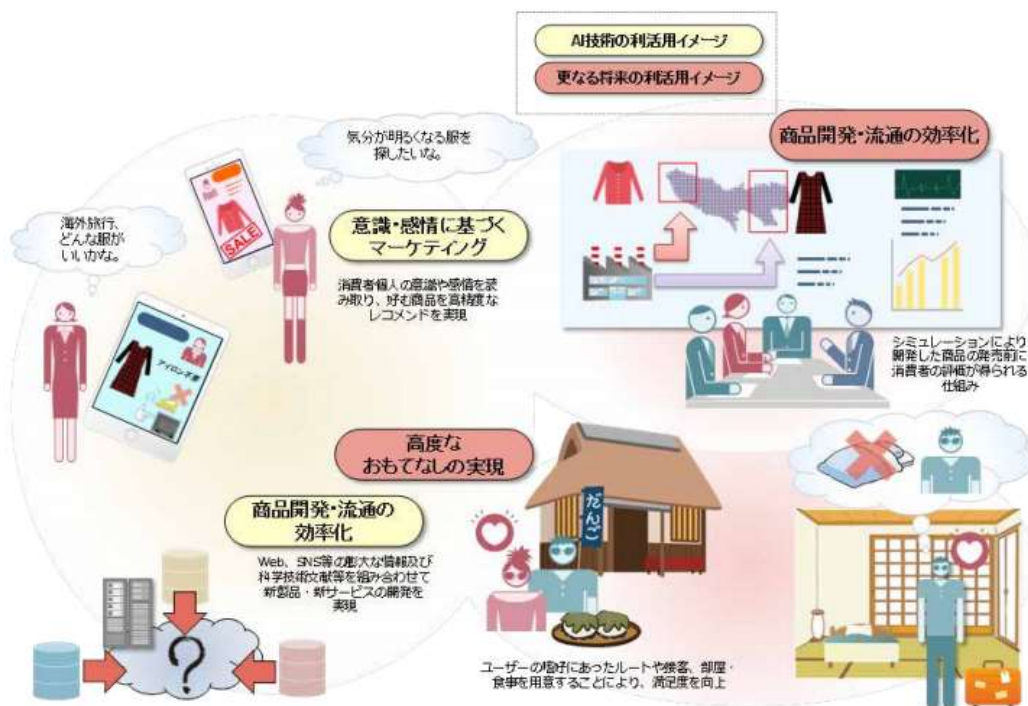 AI技術の利活用イメージ
更なる将来の利活用イメージ
気分が明るくなる服を
探したいな。
商品開発・流通の効率化
海外旅行、
どんな服が
いいかな。
SALE
意識・感情に基づく
マーケティング
消費者個人の意識や感情を読
み取り、好む商品を高精度な
レコメンドを実現
アイロン不要
シミュレーションにより
開発した商品の発売前に
消費者の評価が得られる
仕組み
高度な
おもてなしの実現
だんご
商品開発・流通の
効率化
Web、SNS等の膨大な情報及び
科学技術文献等を組み合わせて
新製品・新サービスの開発を
実現
?
ユーザーの嗜好にあったルートや接客、部屋・
食事を用意することにより、満足度を向上